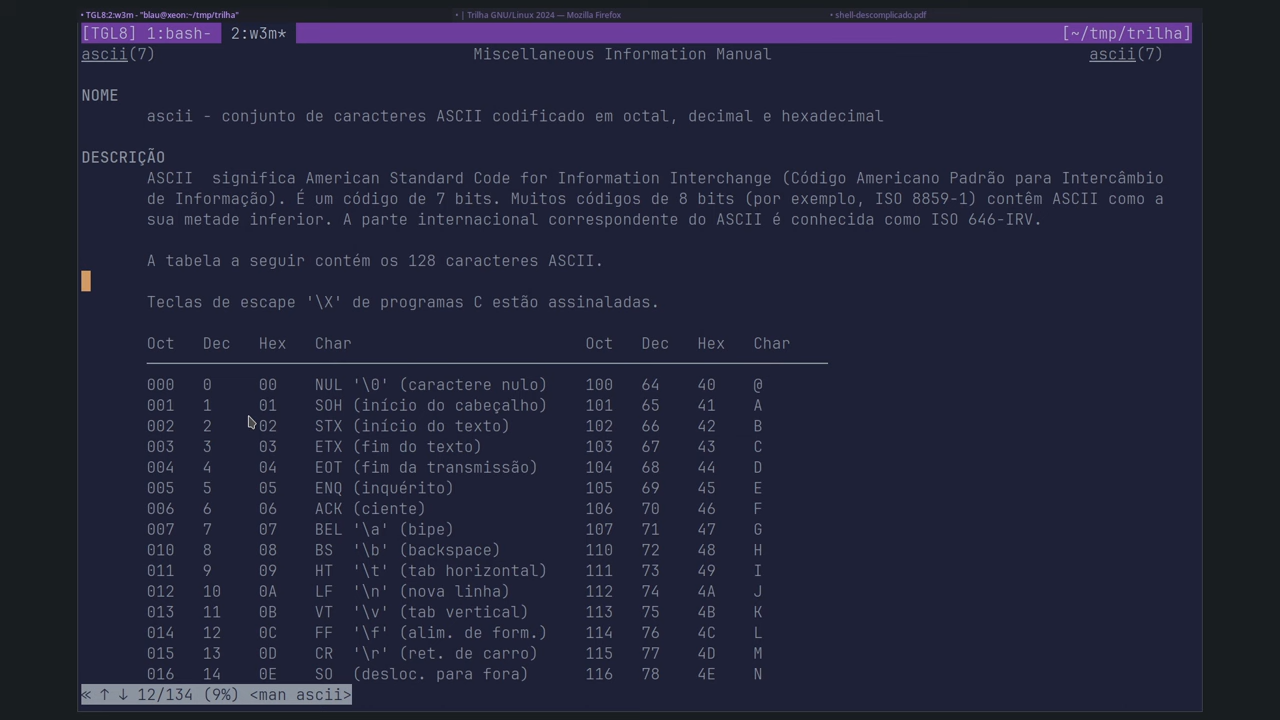 • TGL8:2:w3m - "blau@xeon:~/tmp/trilha"
• | Trilha GNU/Linux 2024 — Mozilla Firefox
• shell-descomplicado.pdf
[TGL8] 1:bash- 2:w3m* [~/tmp/trilha]
ascii(7) Miscellaneous Information Manual ascii(7)
NOME
ascii - conjunto de caracteres ASCII codificado em octal, decimal e hexadecimal
DESCRIÇÃO
ASCII significa American Standard Code for Information Interchange (Código Americano Padrão para Intercâmbio
de Informação). É um código de 7 bits. Muitos códigos de 8 bits (por exemplo, ISO 8859-1) contêm ASCII como a
sua metade inferior. A parte internacional correspondente do ASCII é conhecida como ISO 646-IRV.
A tabela a seguir contém os 128 caracteres ASCII.
Teclas de escape '\X' de programas C estão assinaladas.
Oct Dec Hex Char Oct Dec Hex Char
000 0 00 NUL '\0' (caractere nulo) 100 64 40 @
001 1 01 SOH (início do cabeçalho) 101 65 41 A
002 2 02 STX (início do texto) 102 66 42 B
003 3 03 ETX (fim do texto) 103 67 43 C
004 4 04 EOT (fim da transmissão) 104 68 44 D
005 5 05 ENQ (inquérito) 105 69 45 E
006 6 06 ACK (ciente) 106 70 46 F
007 7 07 BEL '\a' (bipe) 107 71 47 G
010 8 08 BS '\b' (backspace) 110 72 48 H
011 9 09 HT '\t' (tab horizontal) 111 73 49 I
012 10 0A LF '\n' (nova linha) 112 74 4A J
013 11 0B VT '\v' (tab vertical) 113 75 4B K
014 12 0C FF '\f' (alim. de form.) 114 76 4C L
015 13 0D CR '\r' (ret. de carro) 115 77 4D M
016 14 0E SO (desloc. para fora) 116 78 4E N
« ↑ ↓ 12/134 (9%) <man ascii>